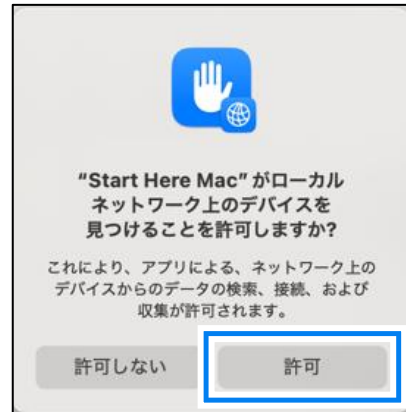 "Start Here Mac"がローカル
ネットワーク上のデバイスを
見つけることを許可しますか?
これにより、アプリによる、ネットワーク上の
デバイスからのデータの検索、接続、および
収集が許可されます。
許可しない
許可